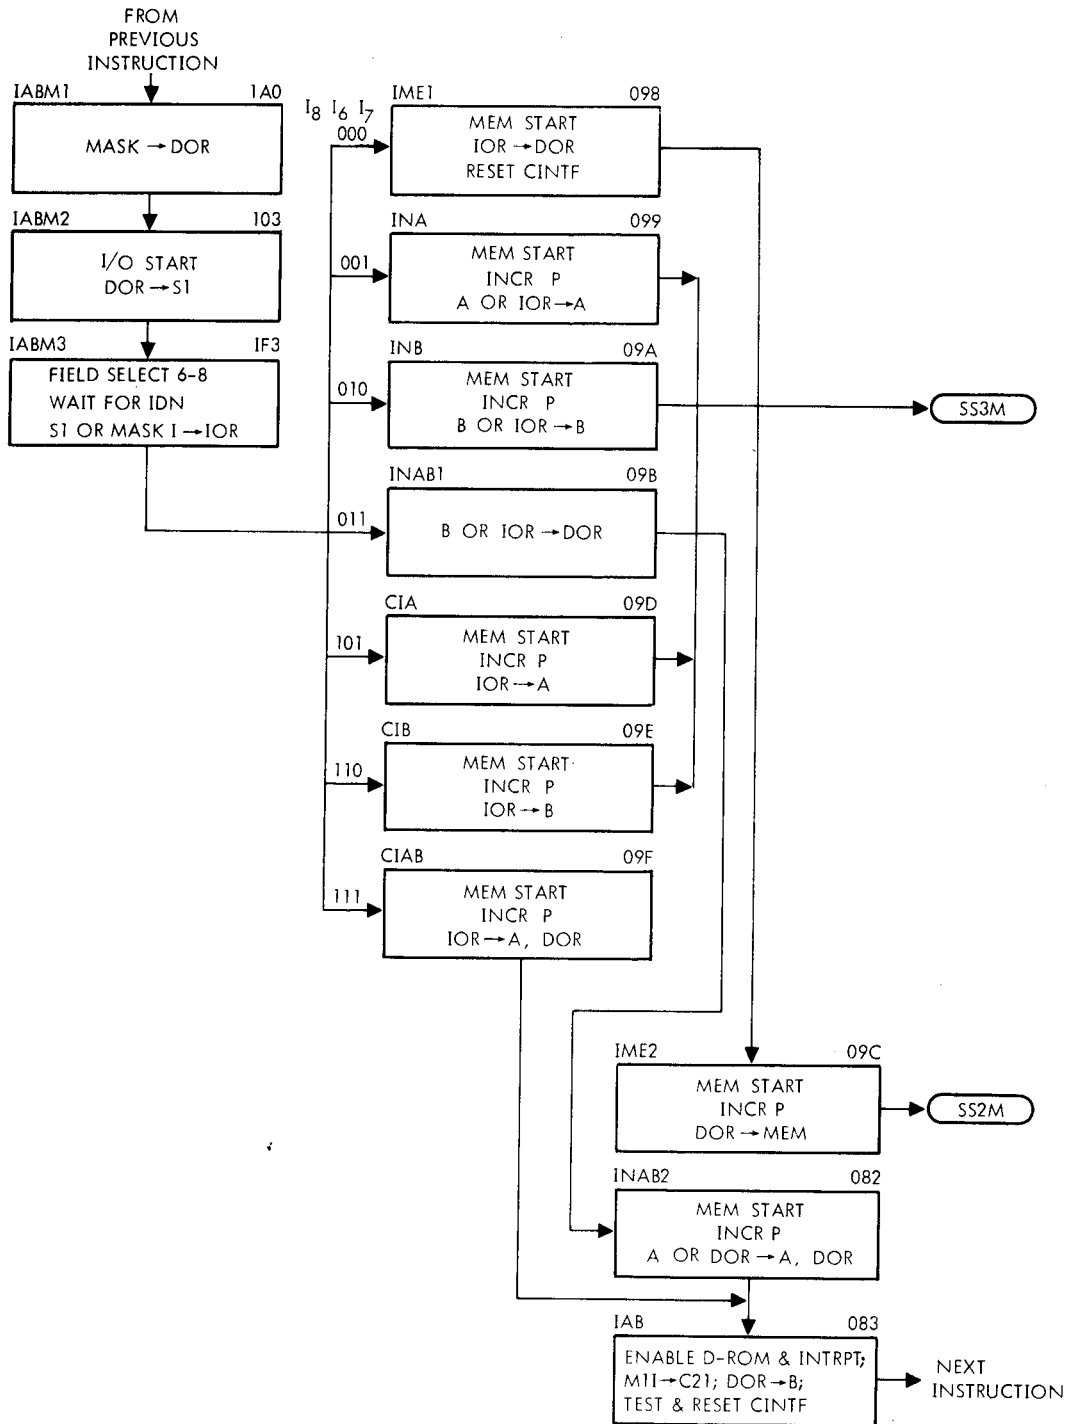 FROM
PREVIOUS
INSTRUCTION
IABM1 1A0
MASK → DOR
IABM2 103
I/O START
DOR → S1
IABM3 1F3
FIELD SELECT 6-8
WAIT FOR IDN
S1 OR MASK I → IOR
I8 I6 I7
000
IME1 098
MEM START
IOR → DOR
RESET CINTF
001
INA 099
MEM START
INCR P
A OR IOR → A
010
INB 09A
MEM START
INCR P
B OR IOR → B
SS3M
011
INAB1 09B
B OR IOR → DOR
101
CIA 09D
MEM START
INCR P
IOR → A
110
CIB 09E
MEM START
INCR P
IOR → B
111
CIAB 09F
MEM START
INCR P
IOR → A, DOR
IME2 09C
MEM START
INCR P
DOR → MEM
SS2M
INAB2 082
MEM START
INCR P
A OR DOR → A, DOR
IAB 083
ENABLE D-ROM & INTRPT;
M11 → C21; DOR → B;
TEST & RESET CINTF
NEXT
INSTRUCTION